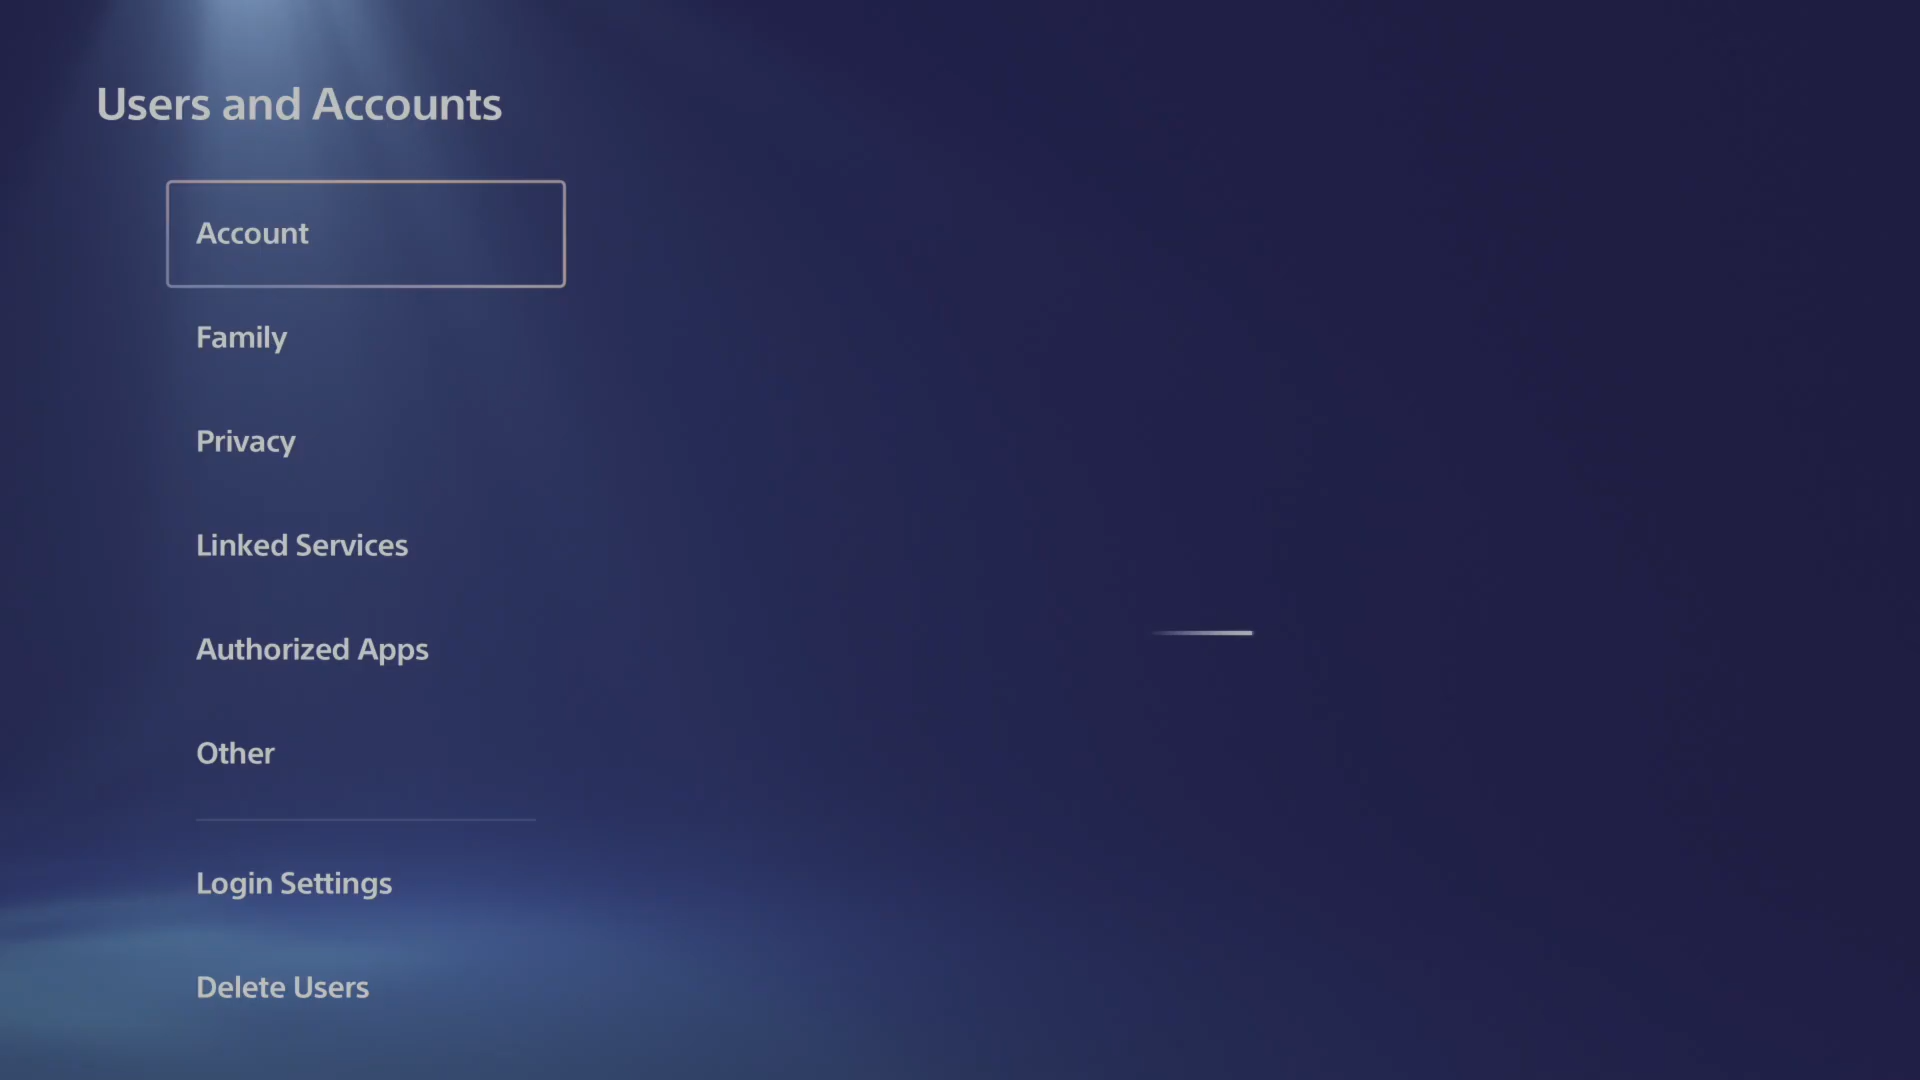 Users and Accounts
Account
Family
Privacy
Linked Services
Authorized Apps
Other
Login Settings
Delete Users